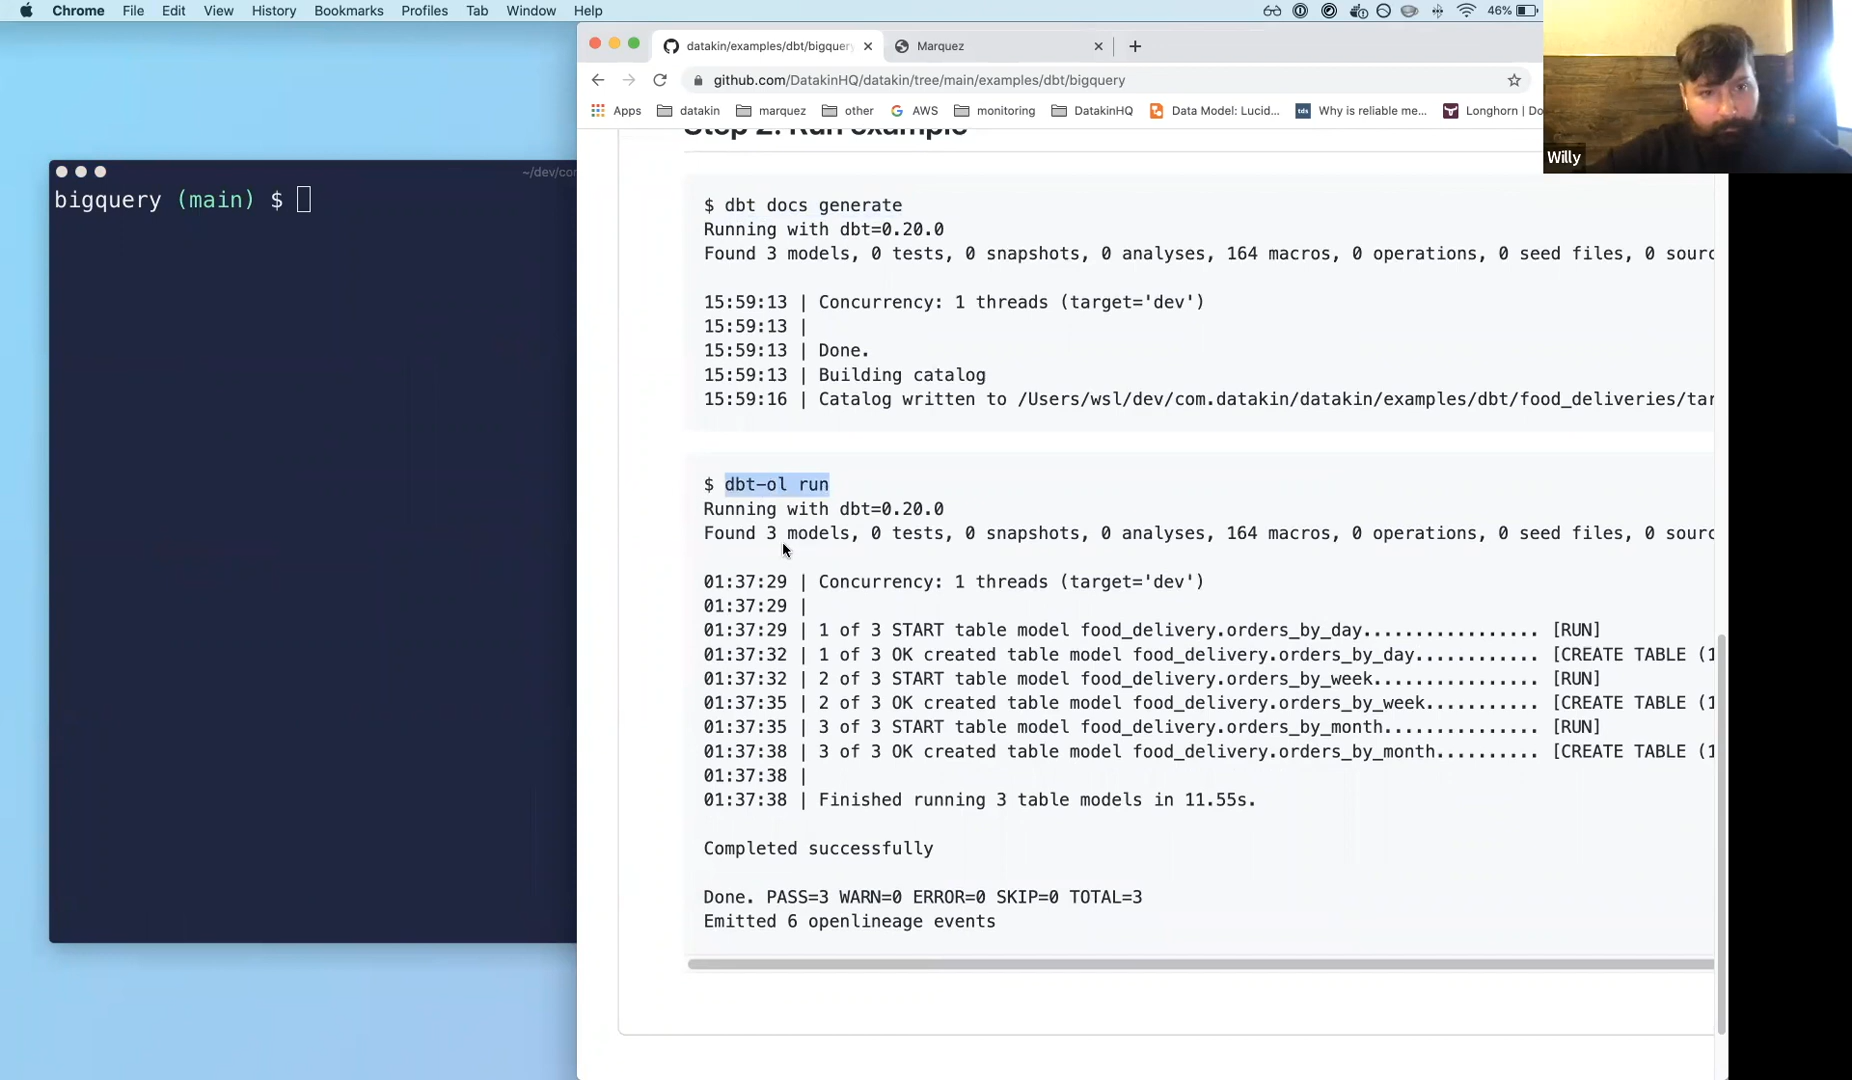 Chrome File Edit View History Bookmarks Profiles Tab Window Help 46%
datakin/examples/dbt/bigquery Marquez
github.com/DatakinHQ/datakin/tree/main/examples/dbt/bigquery
Apps datakin marquez other AWS monitoring DatakinHQ Data Model: Lucid... Why is reliable me... Longhorn | Do
Willy
~/dev/con
bigquery (main) $
Step 2: Run example
$ dbt docs generate
Running with dbt=0.20.0
Found 3 models, 0 tests, 0 snapshots, 0 analyses, 164 macros, 0 operations, 0 seed files, 0 sourc
15:59:13 | Concurrency: 1 threads (target='dev')
15:59:13 |
15:59:13 | Done.
15:59:13 | Building catalog
15:59:16 | Catalog written to /Users/wsl/dev/com.datakin/datakin/examples/dbt/food_deliveries/tar
$ dbt-ol run
Running with dbt=0.20.0
Found 3 models, 0 tests, 0 snapshots, 0 analyses, 164 macros, 0 operations, 0 seed files, 0 sourc
01:37:29 | Concurrency: 1 threads (target='dev')
01:37:29 |
01:37:29 | 1 of 3 START table model food_delivery.orders_by_day................. [RUN]
01:37:32 | 1 of 3 OK created table model food_delivery.orders_by_day............ [CREATE TABLE (1
01:37:32 | 2 of 3 START table model food_delivery.orders_by_week................ [RUN]
01:37:35 | 2 of 3 OK created table model food_delivery.orders_by_week........... [CREATE TABLE (1
01:37:35 | 3 of 3 START table model food_delivery.orders_by_month............... [RUN]
01:37:38 | 3 of 3 OK created table model food_delivery.orders_by_month.......... [CREATE TABLE (1
01:37:38 |
01:37:38 | Finished running 3 table models in 11.55s.
Completed successfully
Done. PASS=3 WARN=0 ERROR=0 SKIP=0 TOTAL=3
Emitted 6 openlineage events